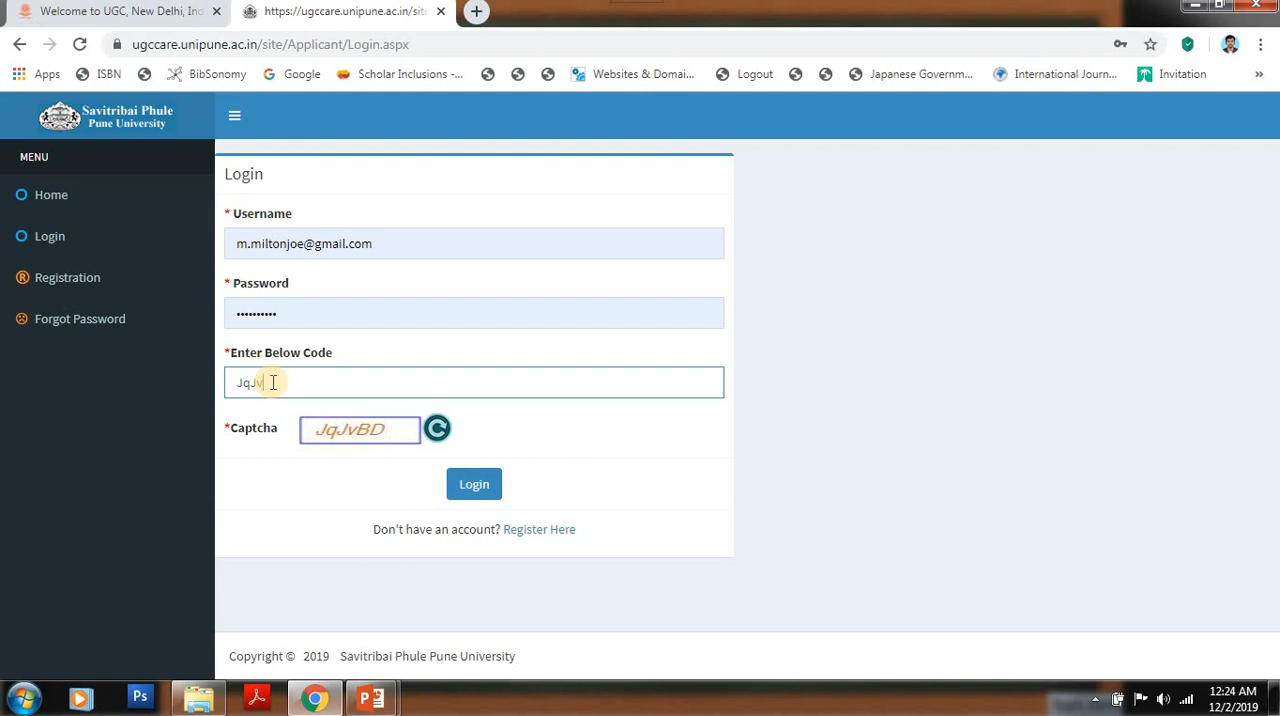 Welcome to UGC, New Delhi, Ind
https://ugccare.unipune.ac.in/site
ugccare.unipune.ac.in/site/Applicant/Login.aspx
Apps ISBN BibSonomy Google Scholar Inclusions -... Websites & Domai... Logout Japanese Governm... International Journ... Invitation »
Savitribai Phule
Pune University
MENU
Home
Login
Registration
Forgot Password
Login
* Username
m.miltonjoe@gmail.com
* Password
••••••••••
*Enter Below Code
JqJv
*Captcha JqJvBD
Login
Don't have an account? Register Here
Copyright © 2019 Savitribai Phule Pune University
Ps
12:24 AM
12/2/2019